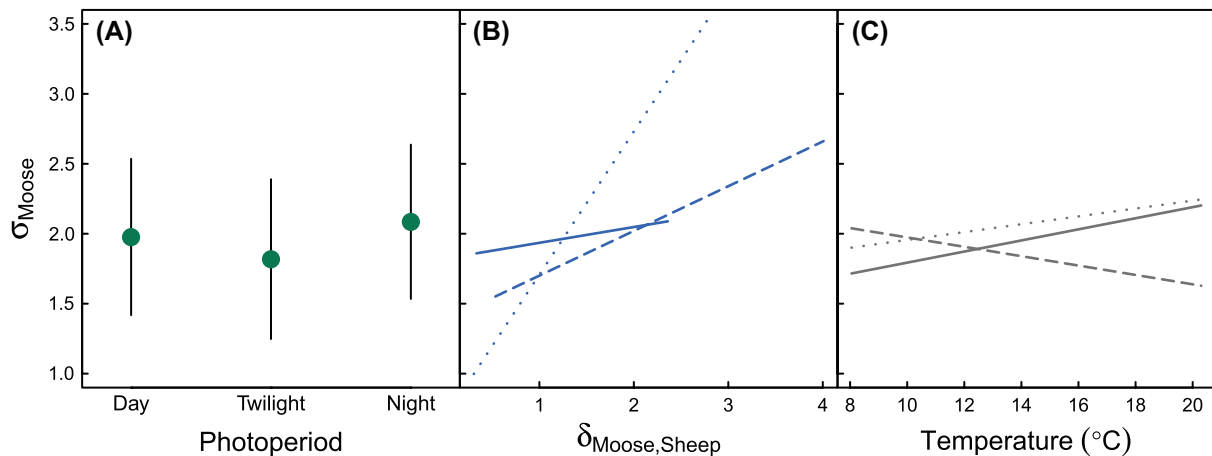 (A) (B) (C)
3.5
3.0
2.5
2.0
1.5
1.0
σMoose
Day Twilight Night
1 2 3 4
8 10 12 14 16 18 20
Photoperiod
δMoose,Sheep
Temperature (°C)